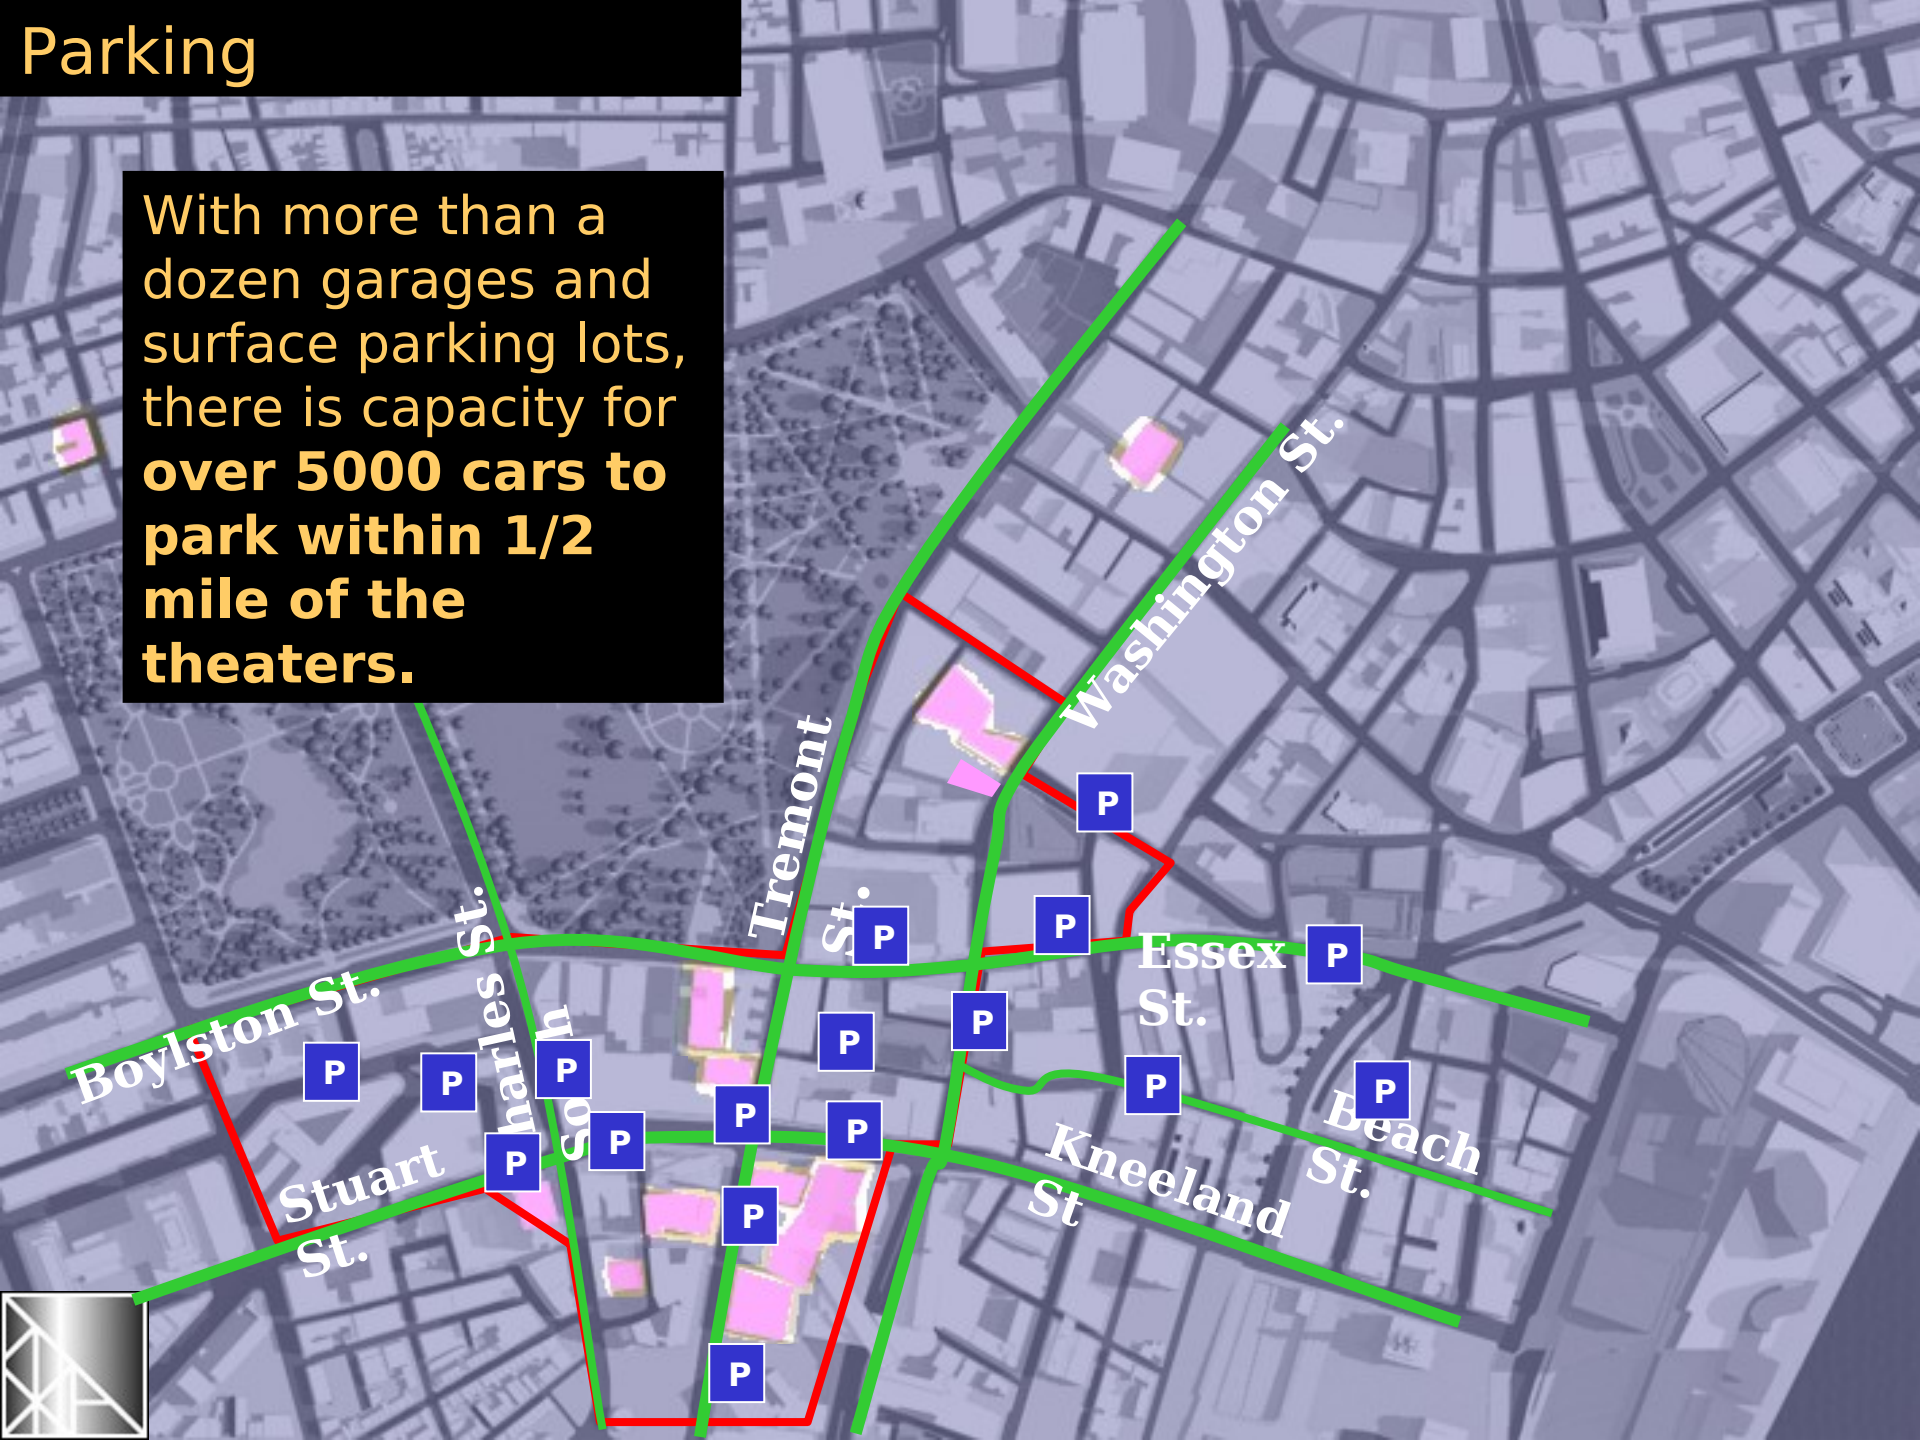 Parking
With more than a
dozen garages and
surface parking lots,
there is capacity for
over 5000 cars to
park within 1/2
mile of the
theaters.
Washington St.
Tremont
St.
P
P
P
Essex
St.
P
Boylston St.
St.
P
P
P
P
P
P
P
Beach
St.
P
P
P
P
Stuart
St.
Kneeland
St
P
P